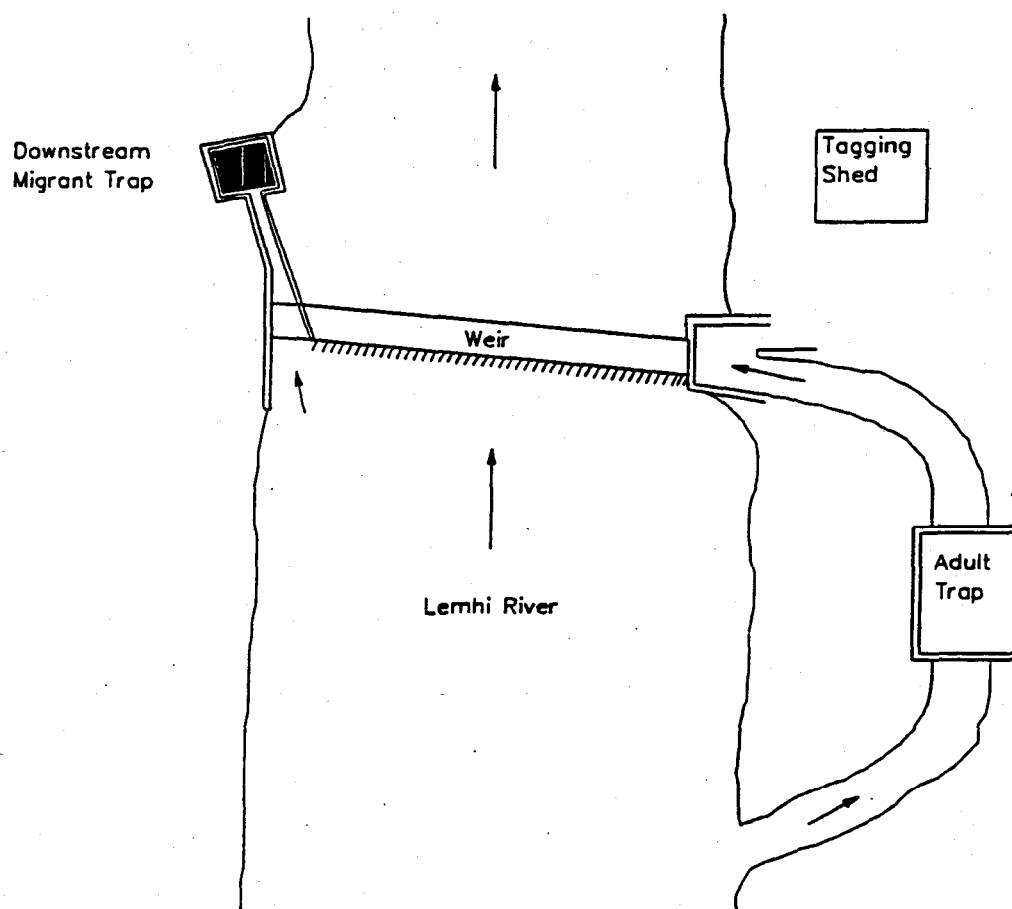 Downstream
Migrant Trap
Tagging
Shed
Weir
Adult
Trap
Lemhi River